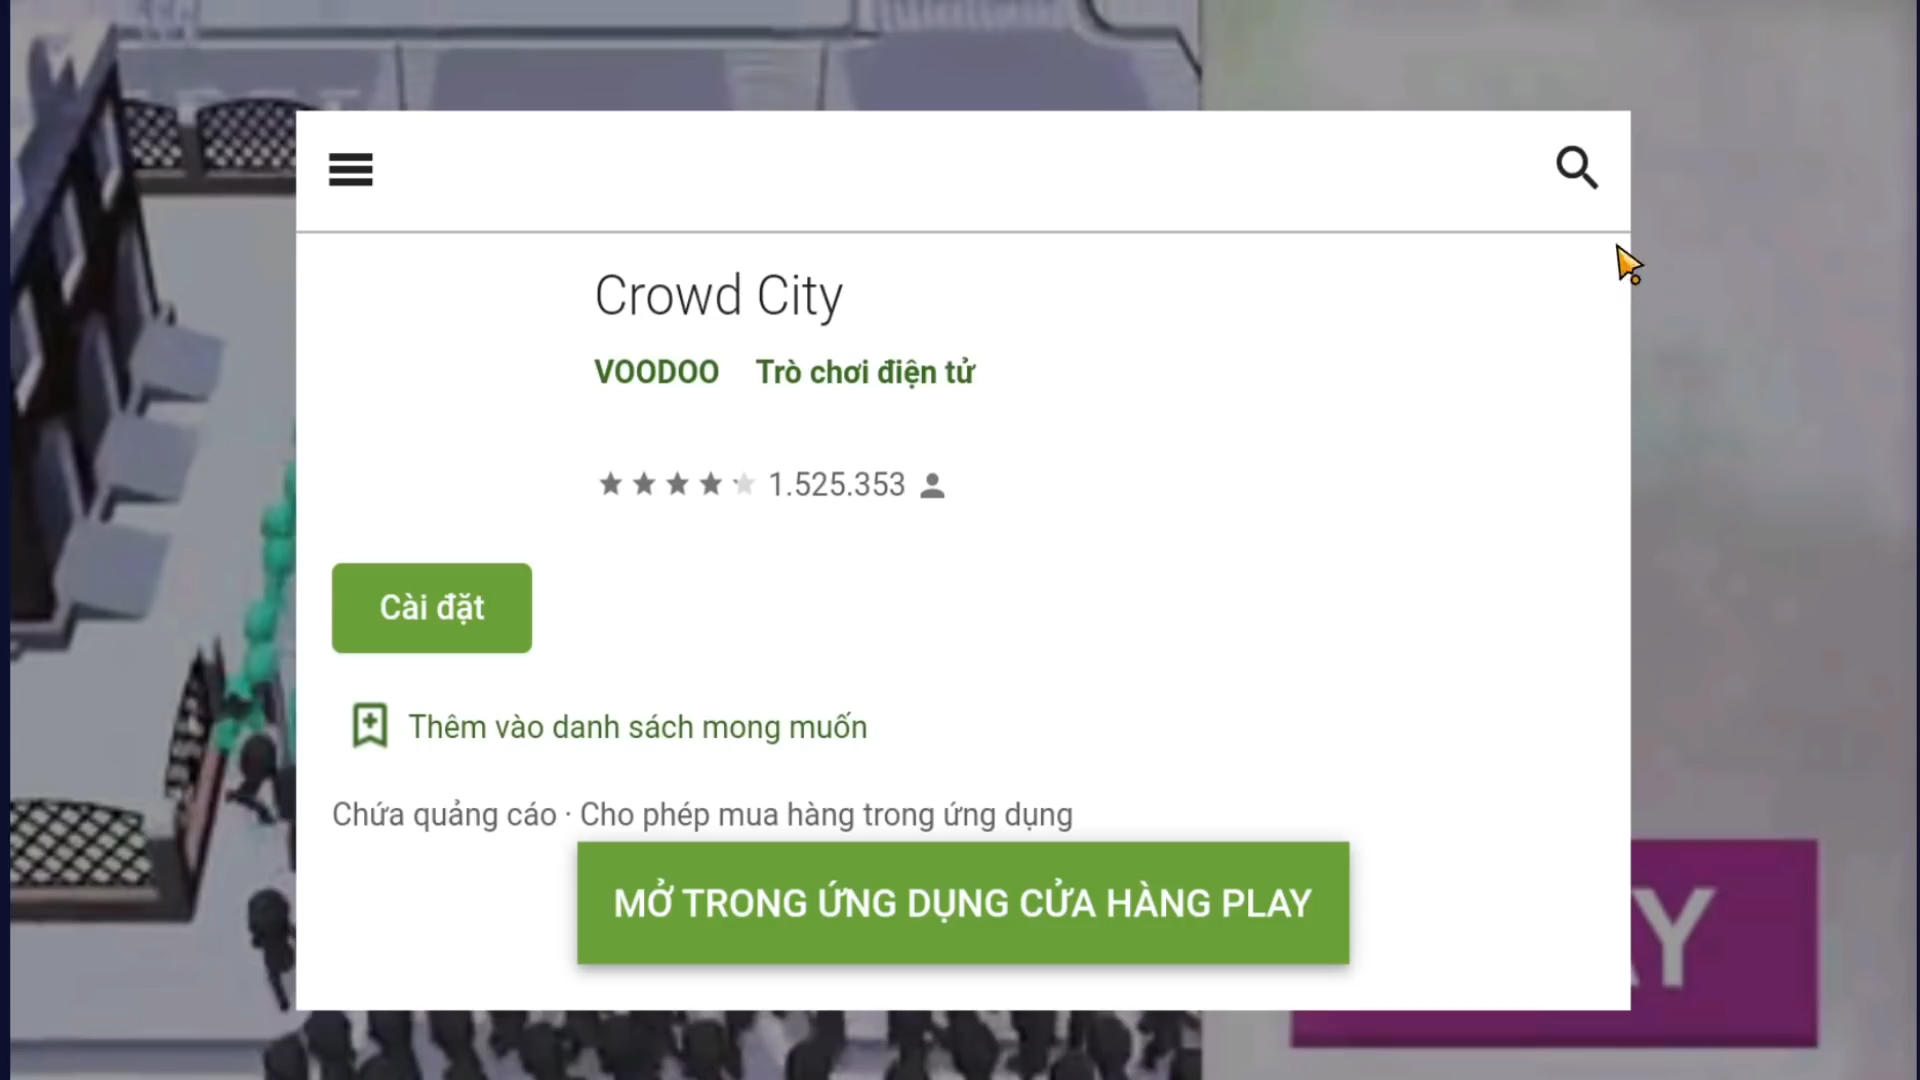 Crowd City
VOODOO Trò chơi điện tử
1.525.353
Cài đặt
Thêm vào danh sách mong muốn
Chứa quảng cáo · Cho phép mua hàng trong ứng dụng
MỞ TRONG ỨNG DỤNG CỬA HÀNG PLAY